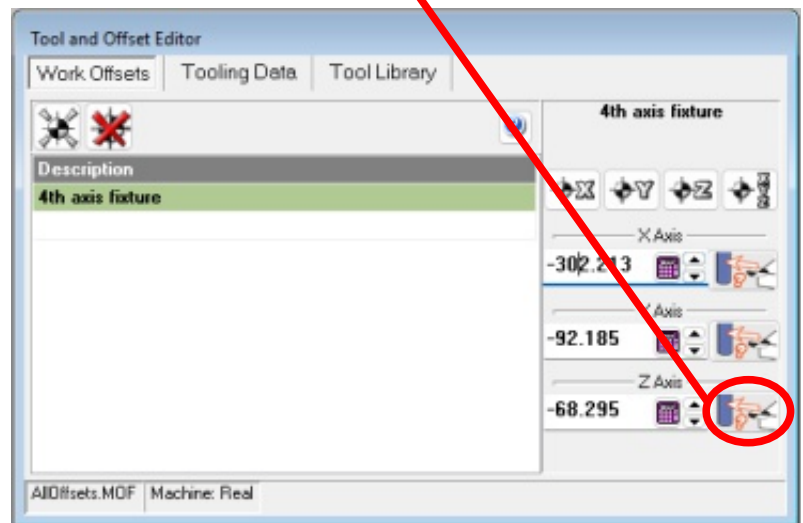 Tool and Offset Editor
Work Offsets Tooling Data Tool Library
4th axis fixture
Description
4th axis fixture
X Y Z XYZ
X Axis
-302.213
Axis
-92.185
Z Axis
-68.295
AllOffsets.MOF Machine: Real